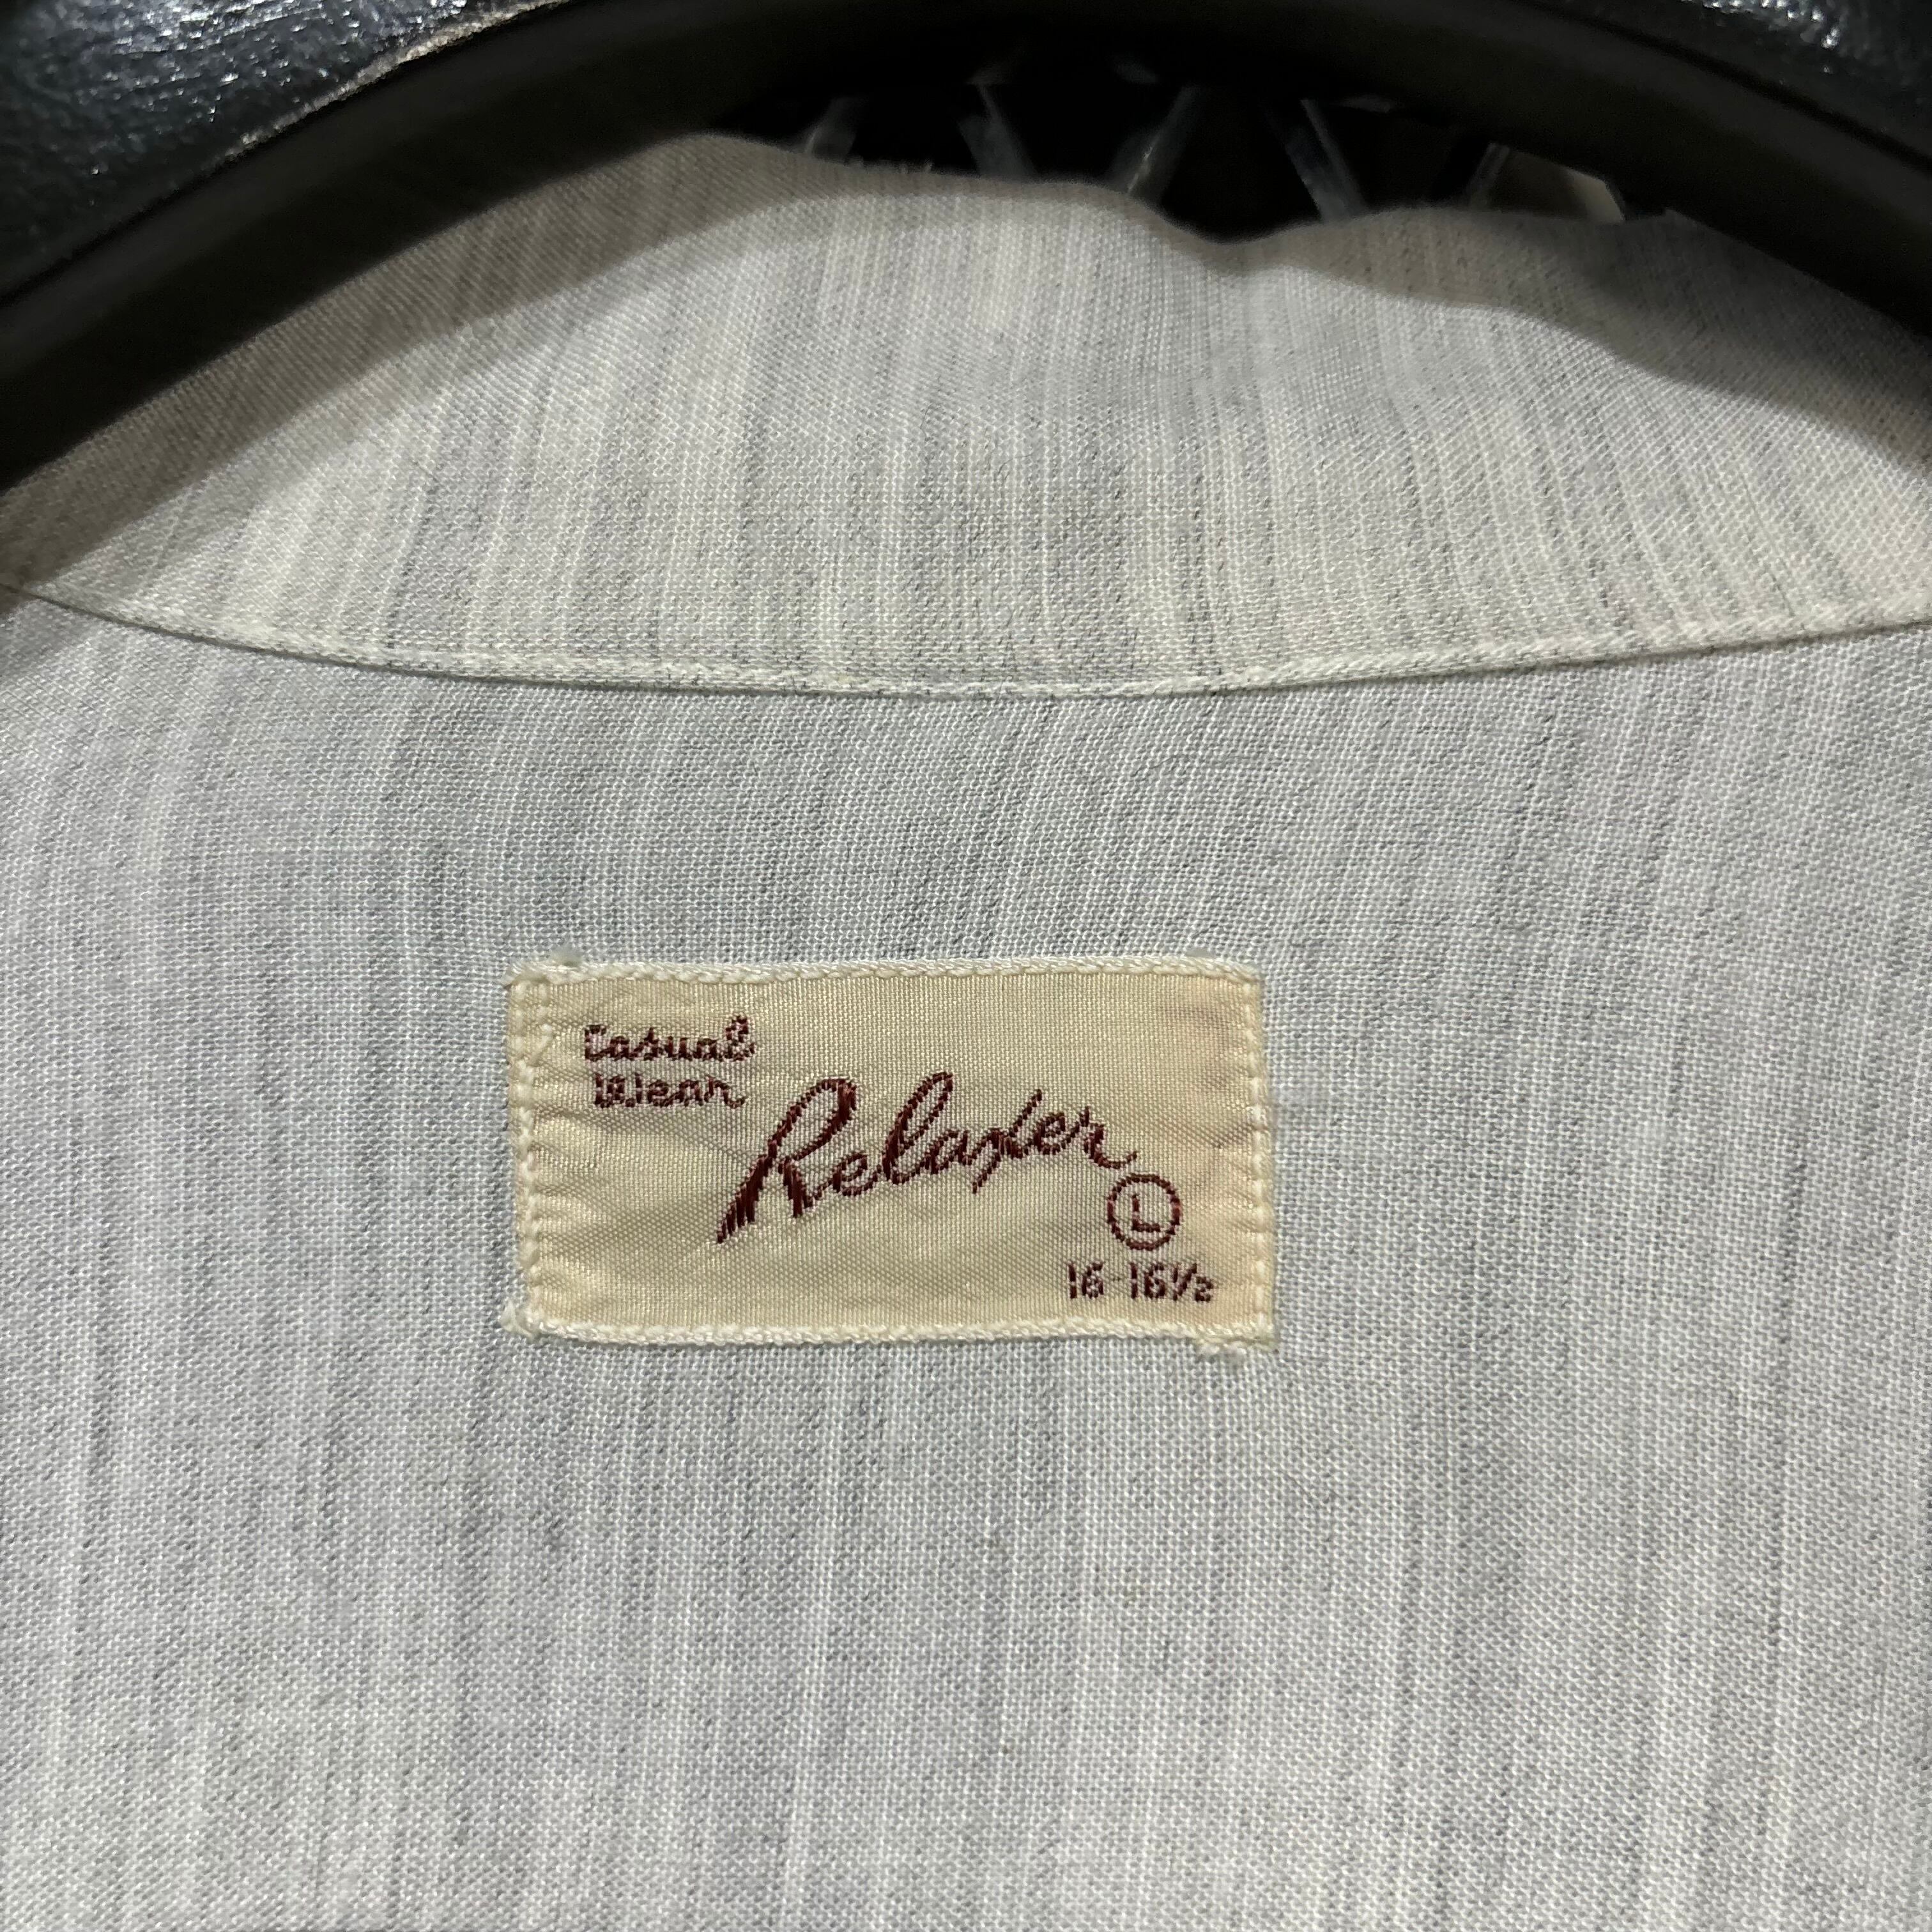 Casual
Wear
Relaxer
L
16-16½